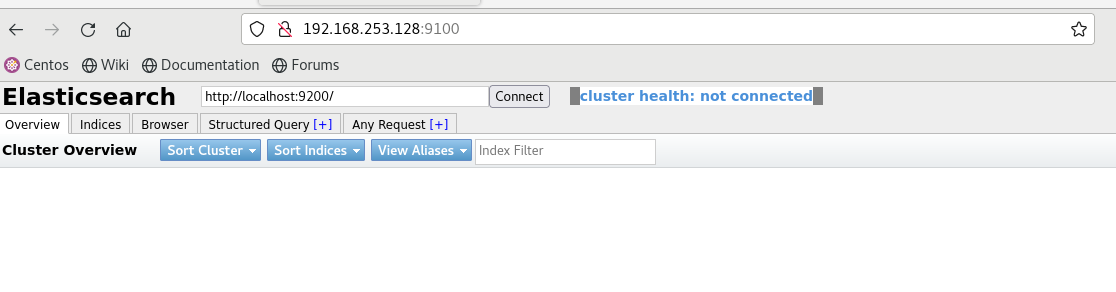 192.168.253.128:9100
Centos Wiki Documentation Forums
Elasticsearch http://localhost:9200/ Connect cluster health: not connected
Overview Indices Browser Structured Query [+] Any Request [+]
Cluster Overview Sort Cluster Sort Indices View Aliases Index Filter